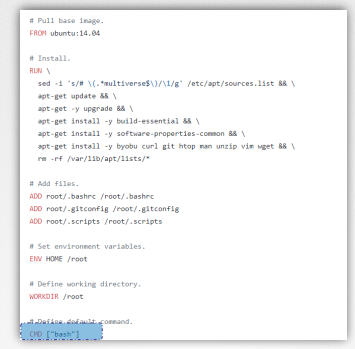 # Pull base image.
FROM ubuntu:14.04
# Install.
RUN \
sed -i 's/# \(.*multiverse$\)/\1/g' /etc/apt/sources.list && \
apt-get update && \
apt-get -y upgrade && \
apt-get install -y build-essential && \
apt-get install -y software-properties-common && \
apt-get install -y byobu curl git htop man unzip vim wget && \
rm -rf /var/lib/apt/lists/*
# Add files.
ADD root/.bashrc /root/.bashrc
ADD root/.gitconfig /root/.gitconfig
ADD root/.scripts /root/.scripts
# Set environment variables.
ENV HOME /root
# Define working directory.
WORKDIR /root
# Define default command.
CMD ["bash"]